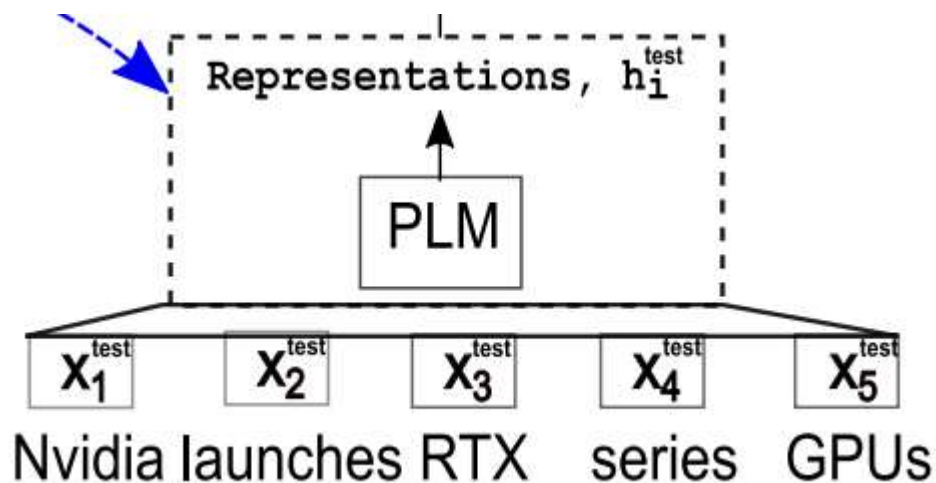 Representations, h_i^test
PLM
X_1^test X_2^test X_3^test X_4^test X_5^test
Nvidia launches RTX series GPUs